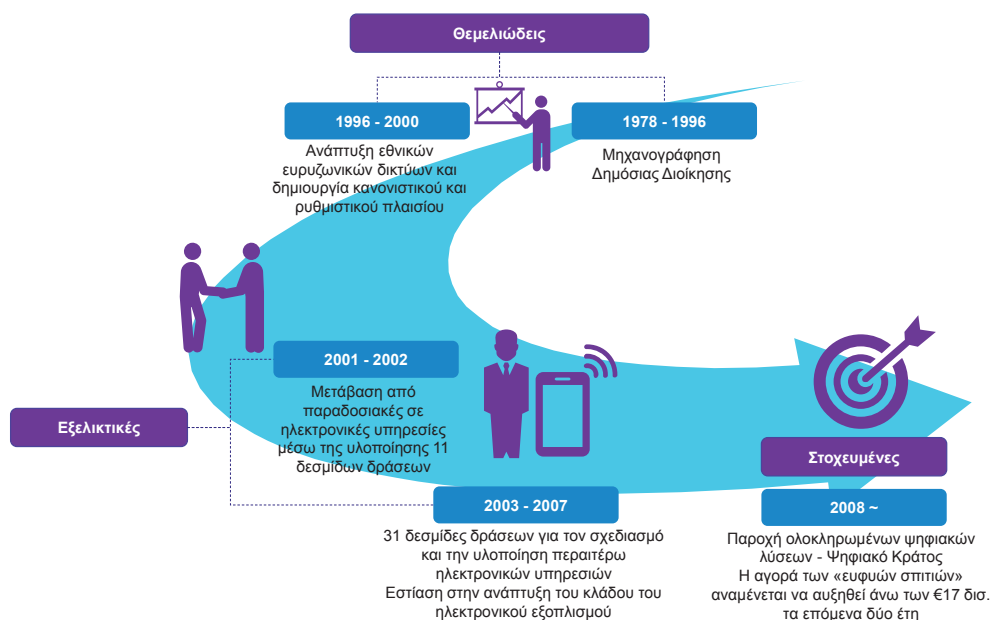 Θεμελιώδεις
1996 - 2000
Ανάπτυξη εθνικών
ευρυζωνικών δικτύων και
δημιουργία κανονιστικού και
ρυθμιστικού πλαισίου
1978 - 1996
Μηχανογράφηση
Δημόσιας Διοίκησης
Εξελικτικές
2001 - 2002
Μετάβαση από
παραδοσιακές σε
ηλεκτρονικές υπηρεσίες
μέσω της υλοποίησης 11
δεσμίδων δράσεων
2003 - 2007
31 δεσμίδες δράσεων για τον σχεδιασμό
και την υλοποίηση περαιτέρω
ηλεκτρονικών υπηρεσιών
Εστίαση στην ανάπτυξη του κλάδου του
ηλεκτρονικού εξοπλισμού
Στοχευμένες
2008 ~
Παροχή ολοκληρωμένων ψηφιακών
λύσεων - Ψηφιακό Κράτος
Η αγορά των «ευφυών σπιτιών»
αναμένεται να αυξηθεί άνω των €17 δισ.
τα επόμενα δύο έτη